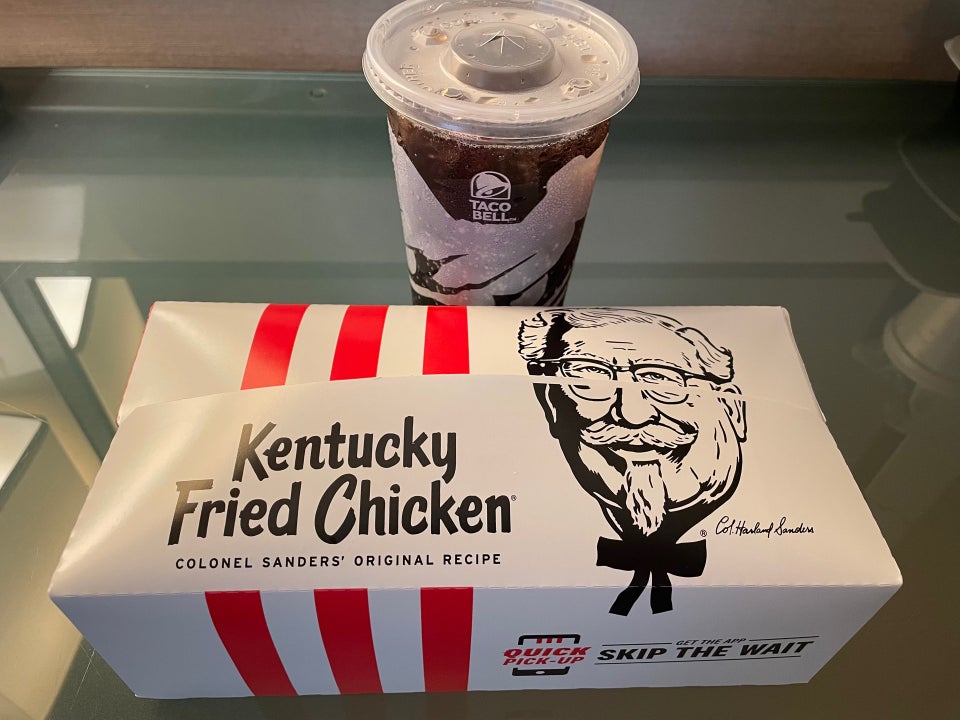 TACO
BELL
Kentucky
Fried Chicken®
COLONEL SANDERS' ORIGINAL RECIPE
® Col. Harland Sanders
QUICK
PICK-UP
GET THE APP
SKIP THE WAIT